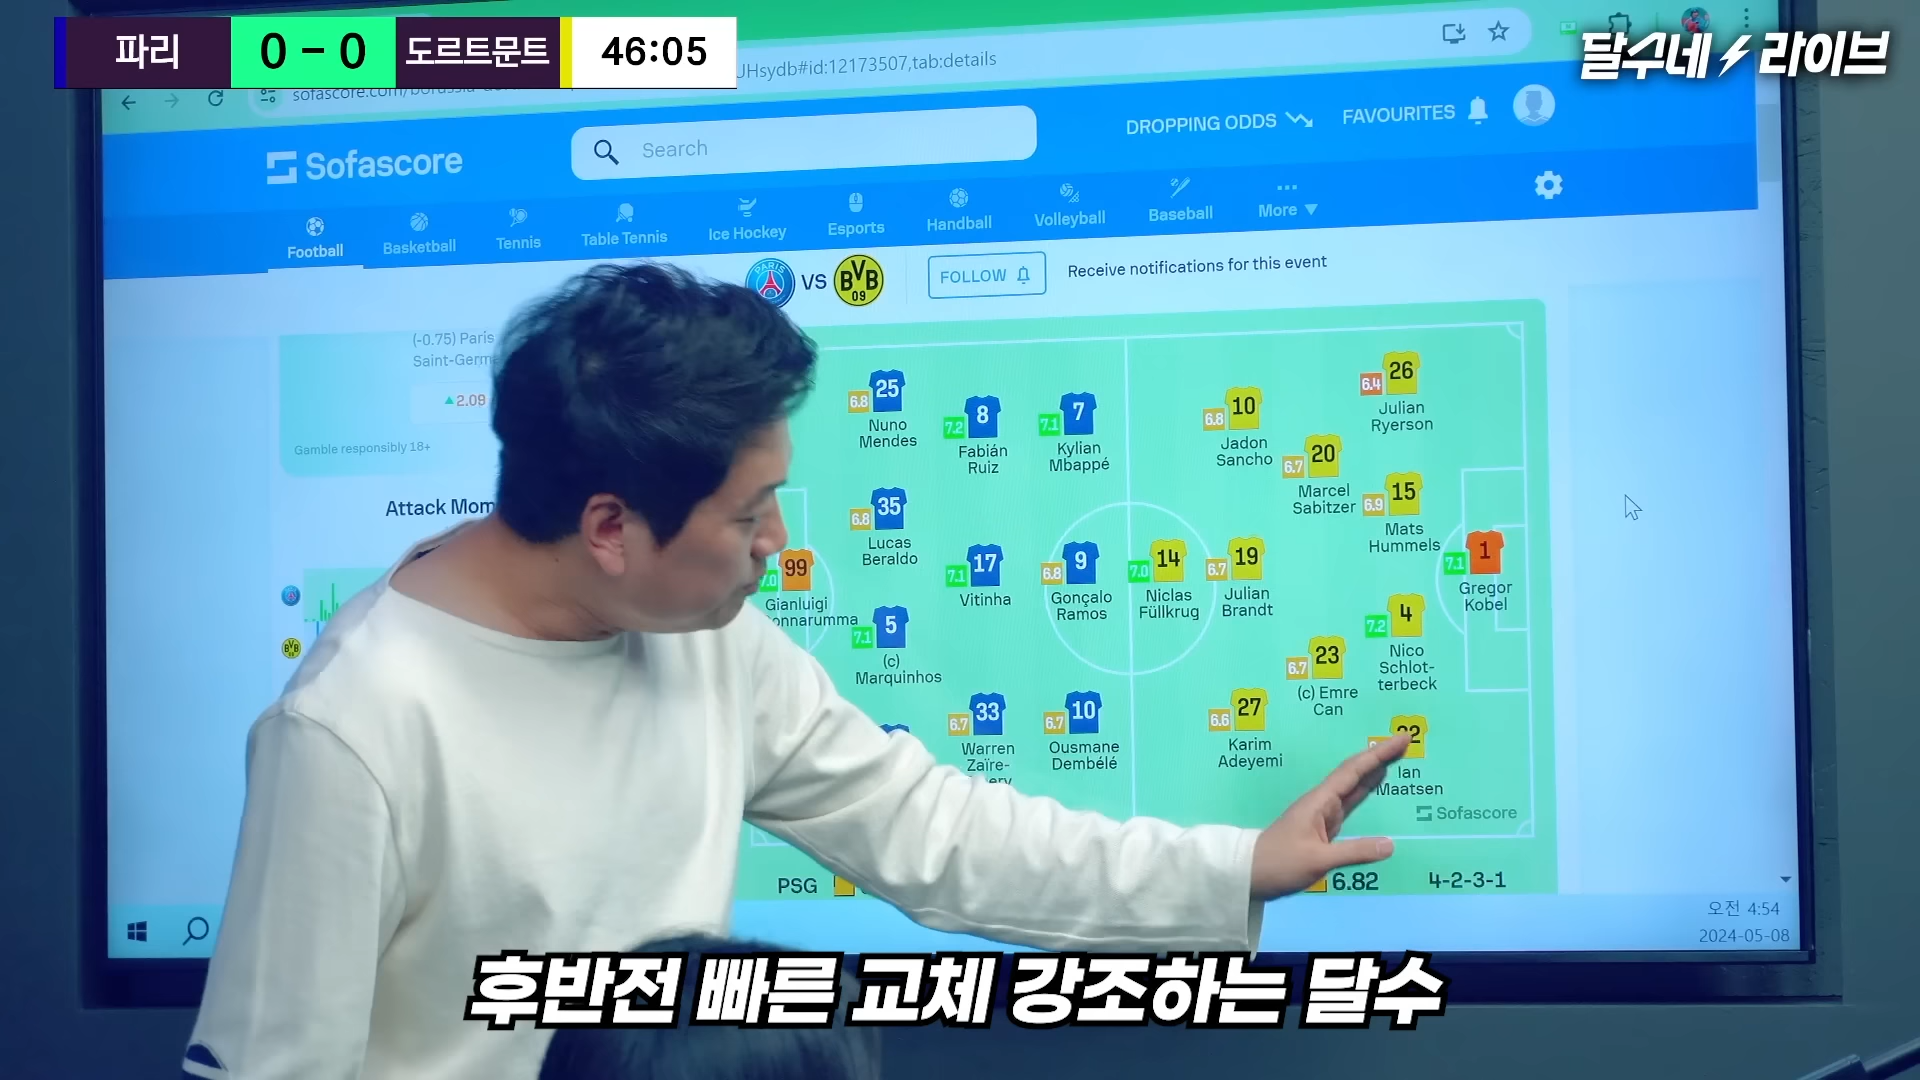 파리 0 - 0 도르트문트 46:05
달수네 라이브
JHsydb#id:12173507,tab:details
Sofascore
Search
DROPPING ODDS
FAVOURITES
Football
Basketball
Tennis
Table Tennis
Ice Hockey
Esports
Handball
Volleyball
Baseball
More
PARIS
VS
BVB
09
FOLLOW
Receive notifications for this event
(-0.75) Paris
2.09
Gamble responsibly 18+
99
Gianluigi
6.8
25
Nuno
Mendes
6.8
35
Lucas
Beraldo
7.1
5
(c)
Marquinhos
7.2
8
Fabián
Ruiz
7.1
17
Vitinha
6.7
33
Warren
Zaïre-
7.1
7
Kylian
Mbappé
6.8
9
Gonçalo
Ramos
6.7
10
Ousmane
Dembélé
7.0
14
Niclas
Füllkrug
6.8
10
Jadon
Sancho
6.7
19
Julian
Brandt
6.6
27
Karim
Adeyemi
6.7
20
Marcel
Sabitzer
6.7
23
(c) Emre
Can
6.4
26
Julian
Ryerson
6.9
15
Mats
Hummels
7.2
4
Nico
Schlot-
terbeck
Ian
Maatsen
7.1
1
Gregor
Kobel
Sofascore
PSG
6.82
4-2-3-1
오전 4:54
2024-05-08
후반전 빠른 교체 강조하는 달수